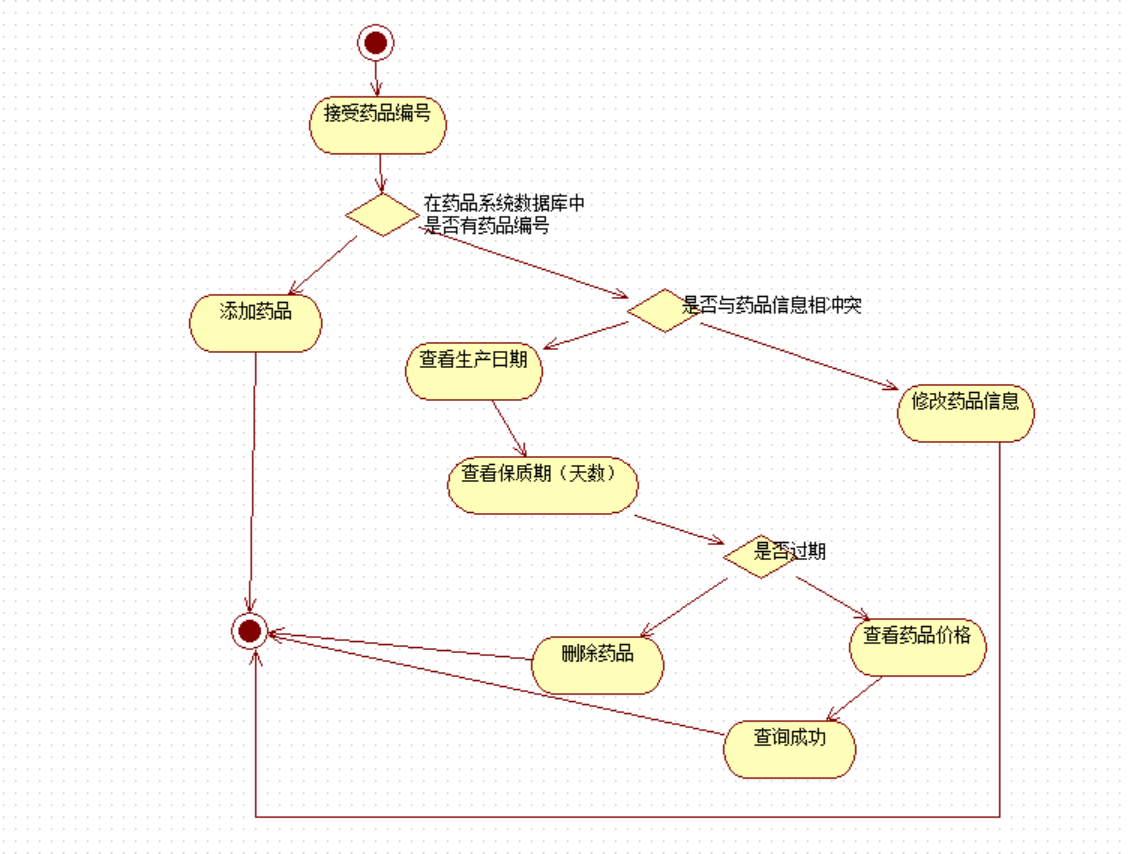 接受药品编号
在药品系统数据库中
是否有药品编号
添加药品
是否与药品信息相冲突
查看生产日期
修改药品信息
查看保质期（天数）
是否过期
删除药品
查看药品价格
查询成功